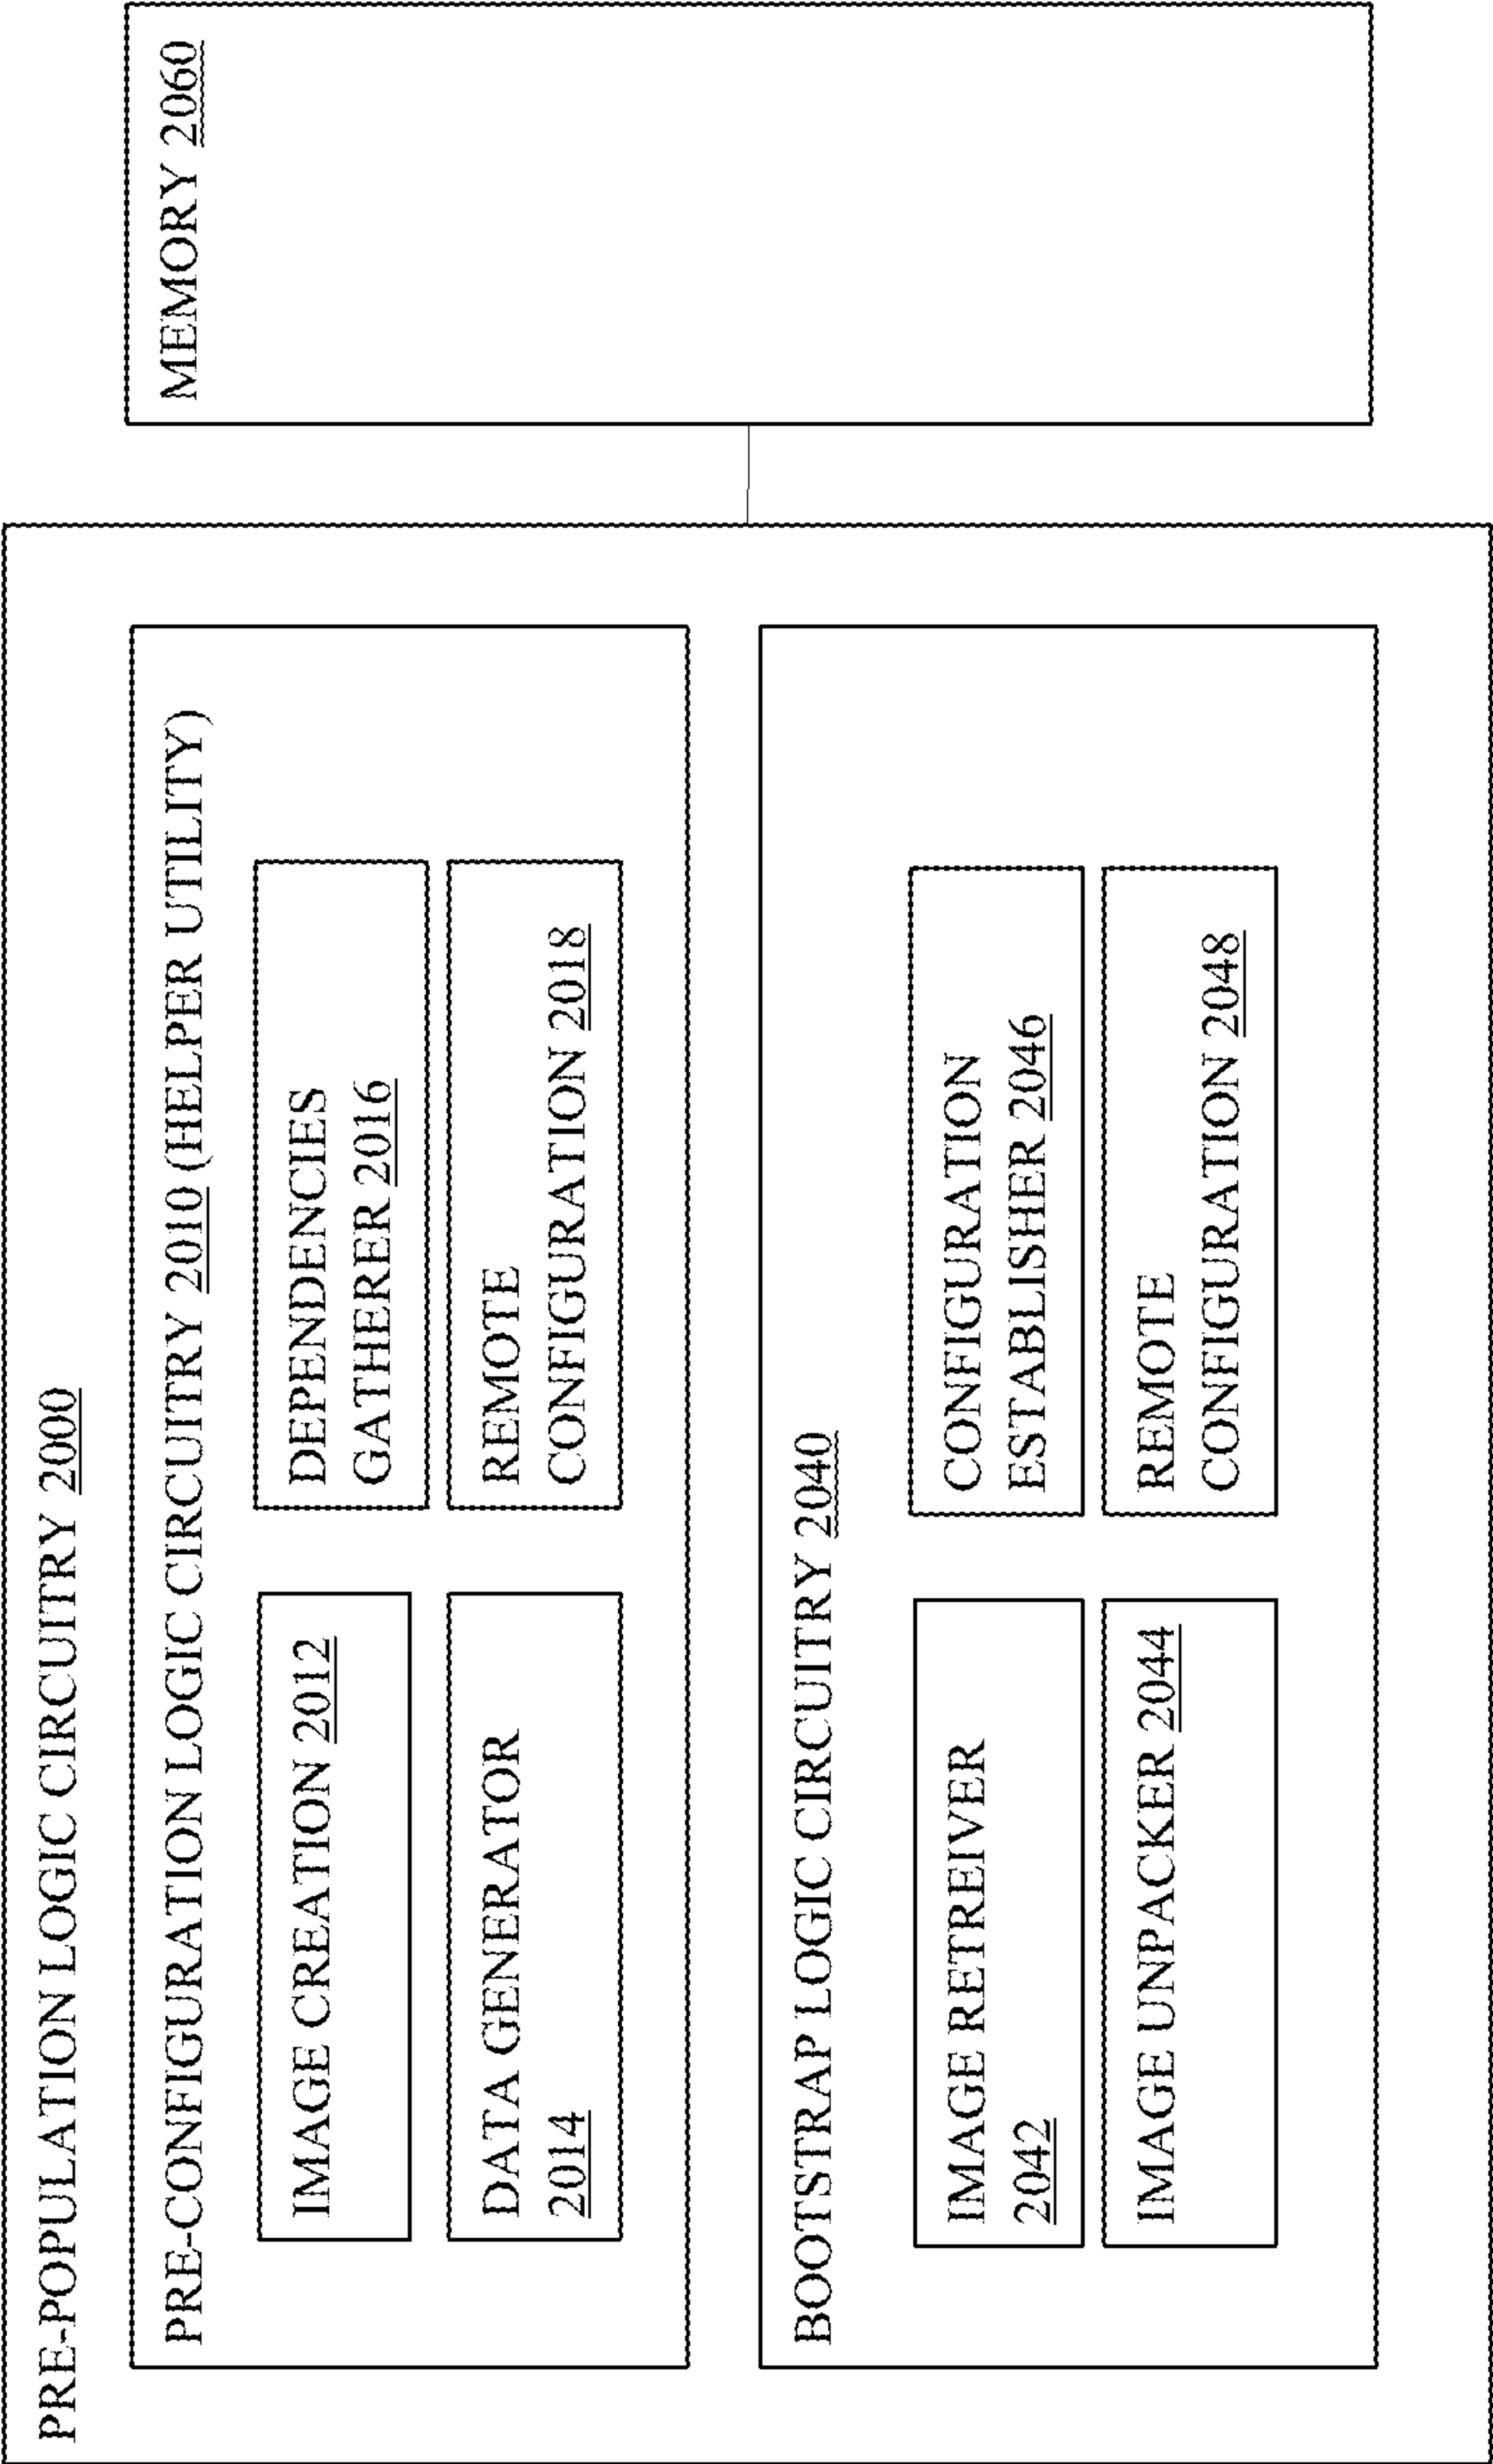 PRE-POPULATION LOGIC CIRCUITRY 2000
PRE-CONFIGURATION LOGIC CIRCUITRY 2010 (HELPER UTILITY)
IMAGE CREATION 2012
DATA GENERATOR
2014
DEPENDENCIES
GATHERER 2016
REMOTE
CONFIGURATION 2018
BOOTSTRAP LOGIC CIRCUITRY 2040
IMAGE RETREIVER
2042
IMAGE UNPACKER 2044
CONFIGURATION
ESTABLISHER 2046
REMOTE
CONFIGURATION 2048
MEMORY 2060